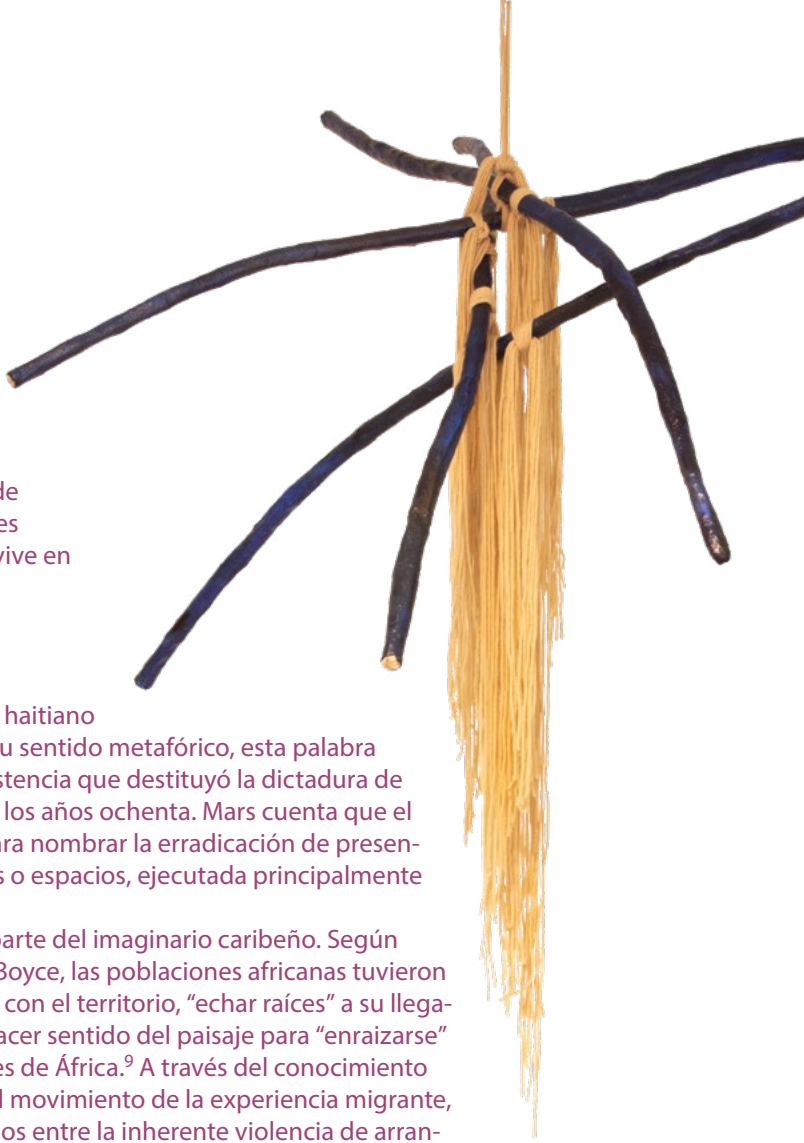 de
es
vive en
haitiano
u sentido metafórico, esta palabra
stencia que destituyó la dictadura de
los años ochenta. Mars cuenta que el
ara nombrar la erradicación de presen-
s o espacios, ejecutada principalmente
parte del imaginario caribeño. Según
Boyce, las poblaciones africanas tuvieron
con el territorio, “echar raíces” a su llega-
acer sentido del paisaje para “enraizarse”
es de África.⁹ A través del conocimiento
l movimiento de la experiencia migrante,
os entre la inherente violencia de arran-